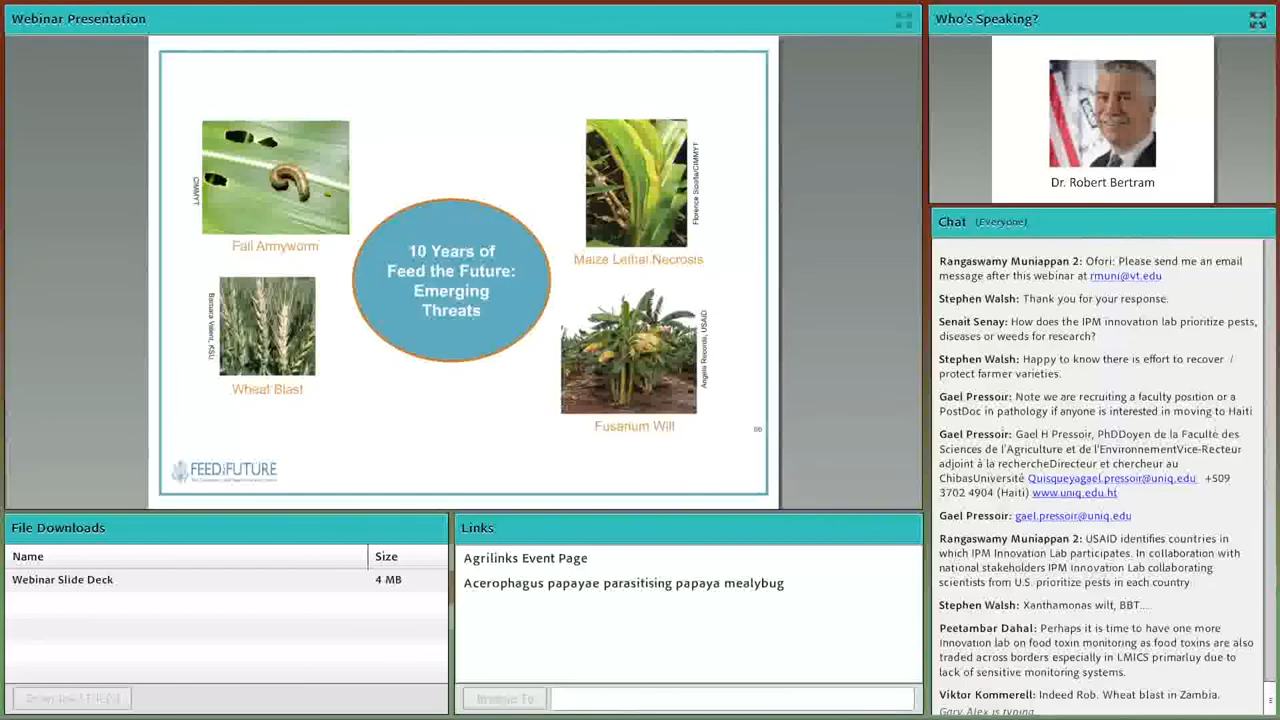 Webinar Presentation
CIMMYT
Fall Armyworm
Barbara Valent, KSU
Wheat Blast
10 Years of
Feed the Future:
Emerging
Threats
Maize Lethal Necrosis
Angela Records, USAID
Fusarium Wilt
FEED THE FUTURE
Who's Speaking?
Dr. Robert Bertram
Chat (Everyone)
Rangaswamy Muniappan 2: Ofori: Please send me an email
message after this webinar at rmuni@vt.edu
Stephen Walsh: Thank you for your response.
Senait Senay: How does the IPM innovation lab prioritize pests,
diseases or weeds for research?
Stephen Walsh: Happy to know there is effort to recover /
protect farmer varieties.
Gael Pressoir: Note we are recruiting a faculty position or a
PostDoc in pathology if anyone is interested in moving to Haiti
Gael Pressoir: Gael H Pressoir, PhDDoyen de la Faculté des
Sciences de l'Agriculture et de l'EnvironnementVice-Recteur
adjoint à la rechercheDirecteur et chercheur au
ChibasUniversité Quisqueyagael.pressoir@uniq.edu +509
3702 4904 (Haiti) www.uniq.edu.ht
Gael Pressoir: gael.pressoir@uniq.edu
Rangaswamy Muniappan 2: USAID identifies countries in
which IPM Innovation Lab participates. In collaboration with
national stakeholders IPM Innovation Lab collaborating
scientists from U.S. prioritize pests in each country
Stephen Walsh: Xanthamonas wilt, BBT.....
Peetambar Dahal: Perhaps it is time to have one more
Innovation lab on food toxin monitoring as food toxins are also
traded across borders especially in LMICS primarluy due to
lack of sensitive monitoring systems.
Viktor Kommerell: Indeed Rob. Wheat blast in Zambia.
Gary Alex is typing...
File Downloads
Name Size
Webinar Slide Deck 4 MB
Links
Agrilinks Event Page
Acerophagus papayae parasitising papaya mealybug
Browse To